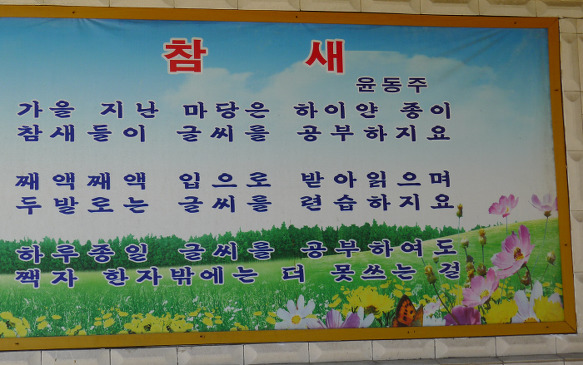 참 새
윤동주
가을 지난 마당은 하이얀 종이
참새들이 글씨를 공부하지요
째액째액 입으로 받아읽으며
두발로는 글씨를 련습하지요
하루종일 글씨를 공부하여도
짹자 한자밖에는 더 못쓰는 걸